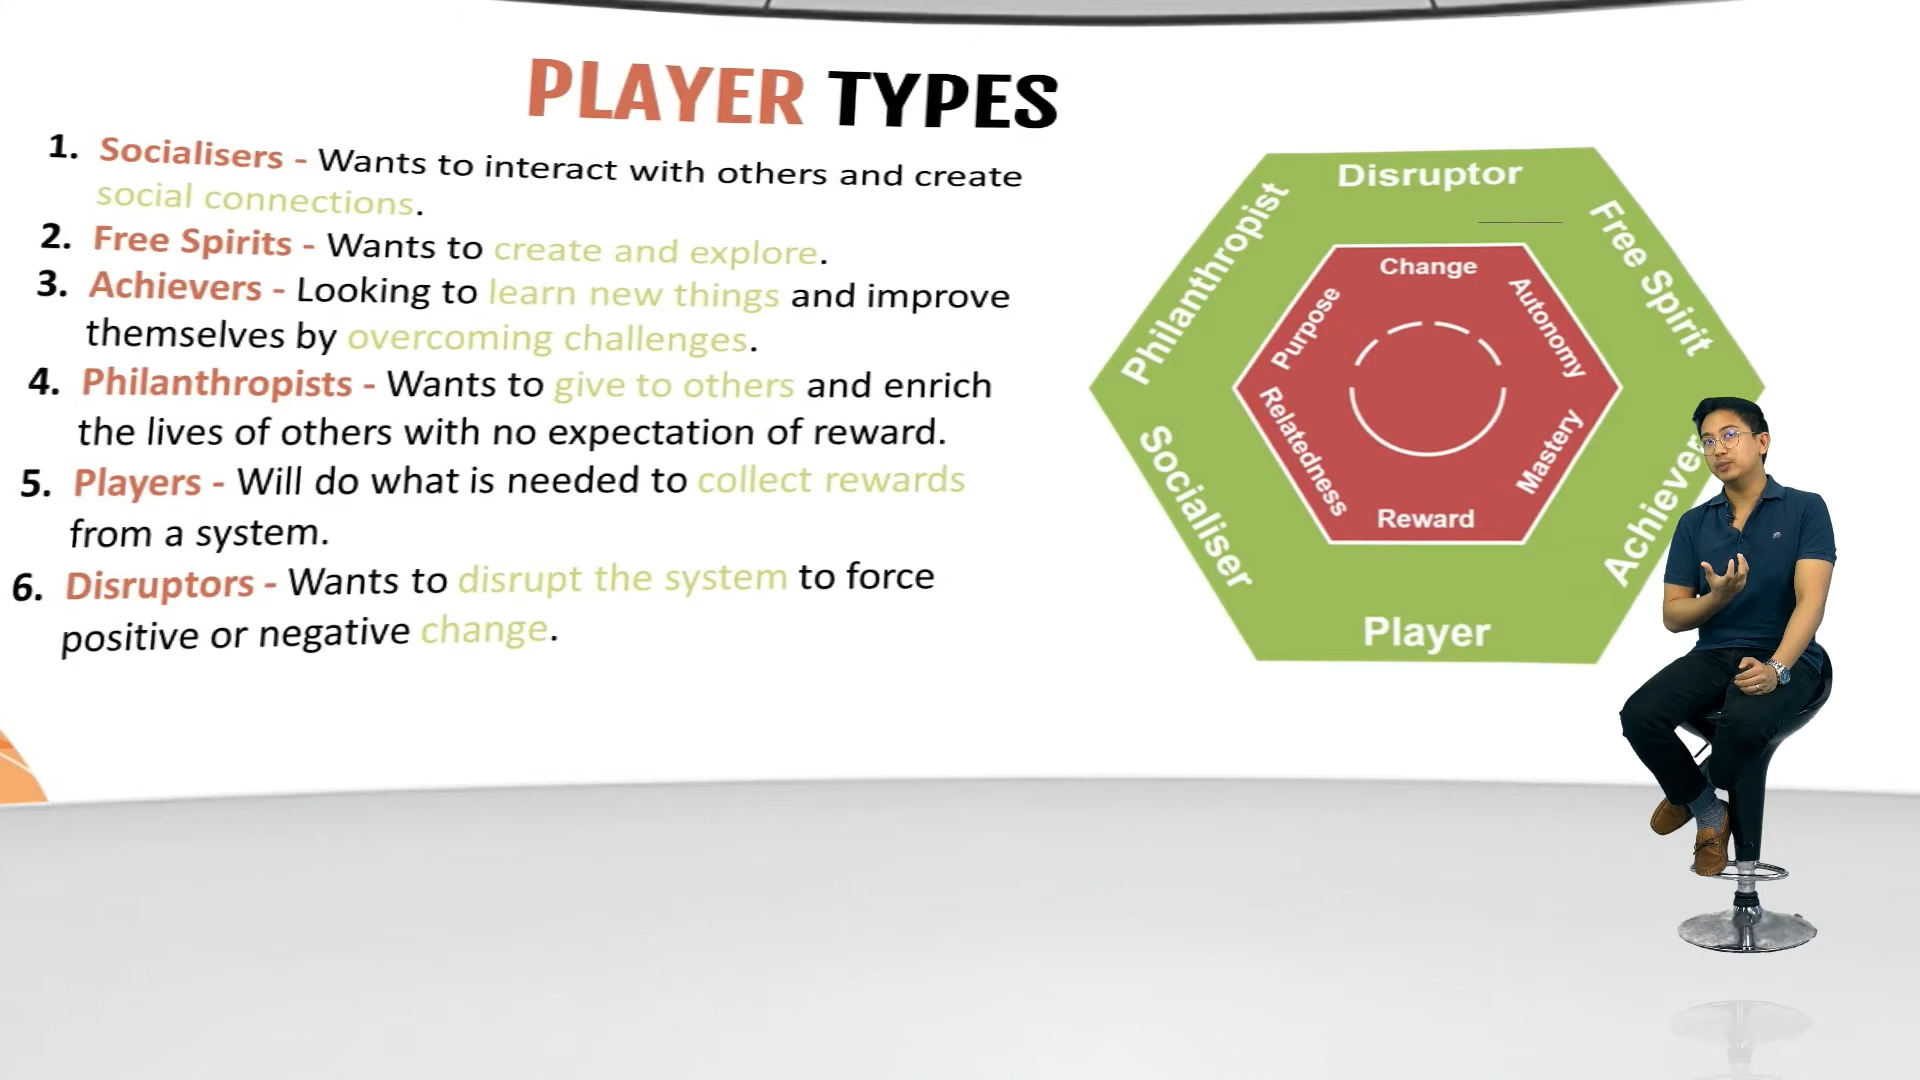 PLAYER TYPES
1. Socialisers - Wants to interact with others and create
social connections.
2. Free Spirits - Wants to create and explore.
3. Achievers - Looking to learn new things and improve
themselves by overcoming challenges.
4. Philanthropists - Wants to give to others and enrich
the lives of others with no expectation of reward.
5. Players - Will do what is needed to collect rewards
from a system.
6. Disruptors - Wants to disrupt the system to force
positive or negative change.
Disruptor
Philanthropist
Free Spirit
Change
Purpose
Autonomy
Relatedness
Mastery
Reward
Socialiser
Achiever
Player